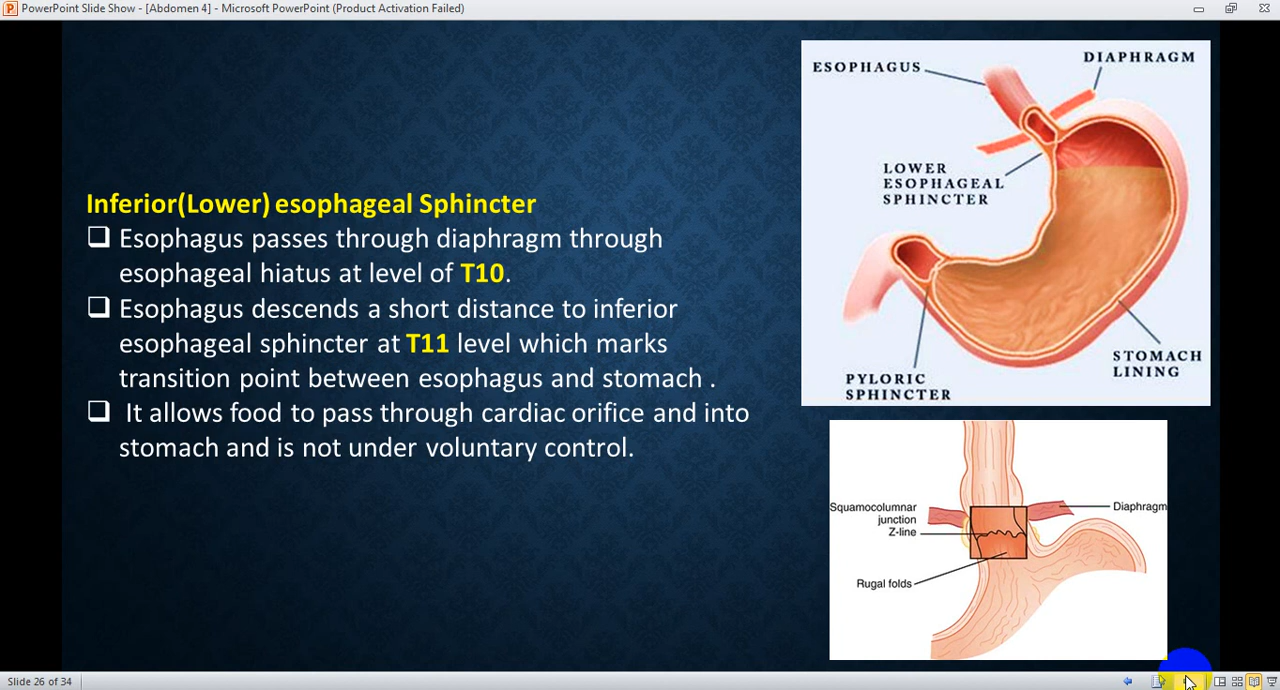 PowerPoint Slide Show - [Abdomen 4] - Microsoft PowerPoint (Product Activation Failed)
Inferior(Lower) esophageal Sphincter
❑ Esophagus passes through diaphragm through
esophageal hiatus at level of T10.
❑ Esophagus descends a short distance to inferior
esophageal sphincter at T11 level which marks
transition point between esophagus and stomach .
❑ It allows food to pass through cardiac orifice and into
stomach and is not under voluntary control.
ESOPHAGUS
DIAPHRAGM
LOWER
ESOPHAGEAL
SPHINCTER
PYLORIC
SPHINCTER
STOMACH
LINING
Squamocolumnar
junction
Z-line
Diaphragm
Rugal folds
Slide 26 of 34